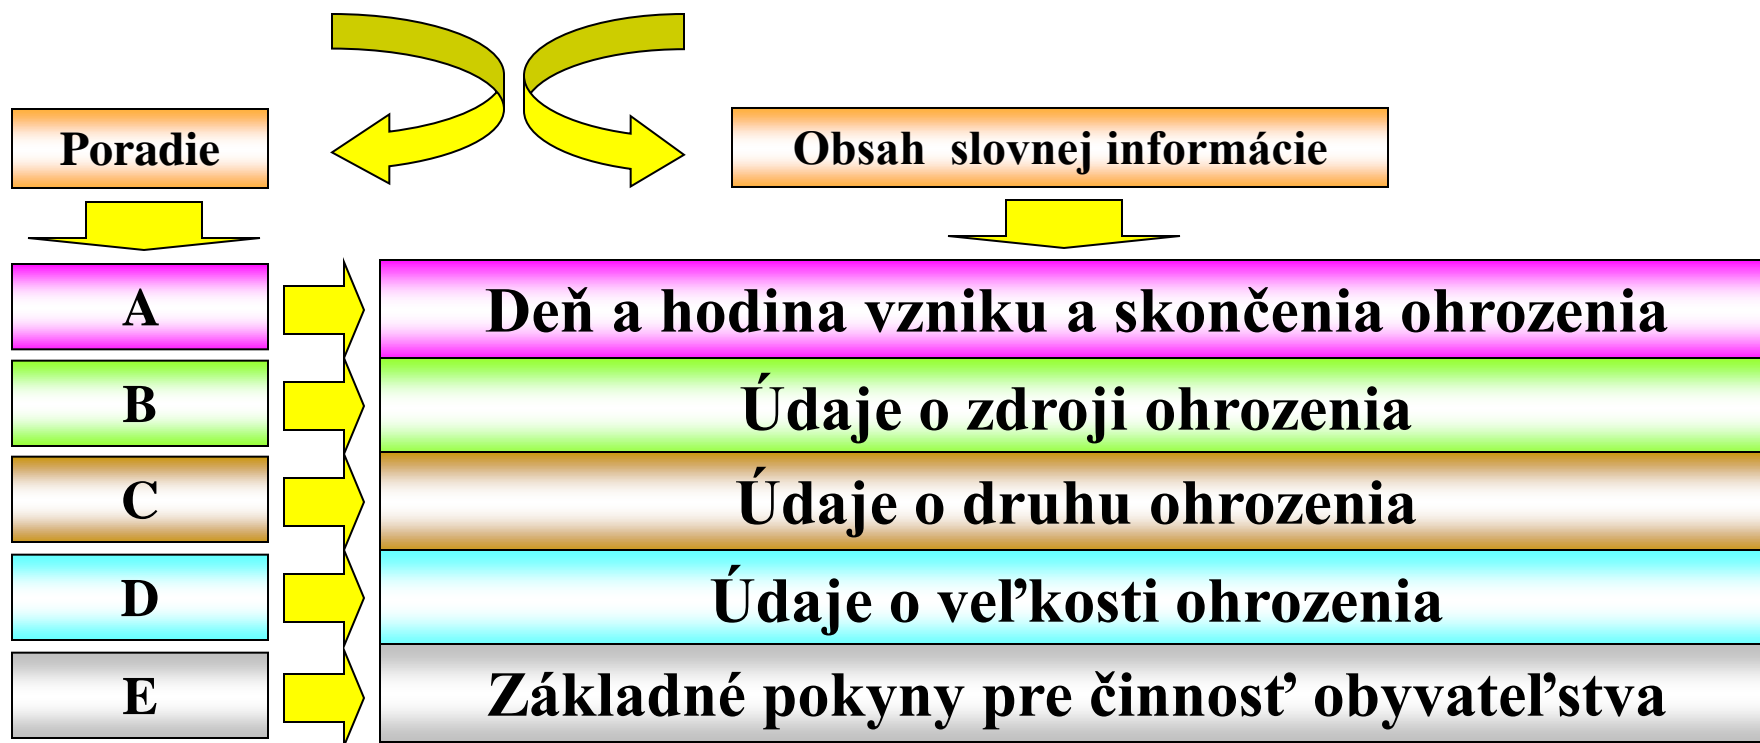 Poradie
Obsah slovnej informácie
A
Deň a hodina vzniku a skončenia ohrozenia
B
Údaje o zdroji ohrozenia
C
Údaje o druhu ohrozenia
D
Údaje o veľkosti ohrozenia
E
Základné pokyny pre činnosť obyvateľstva